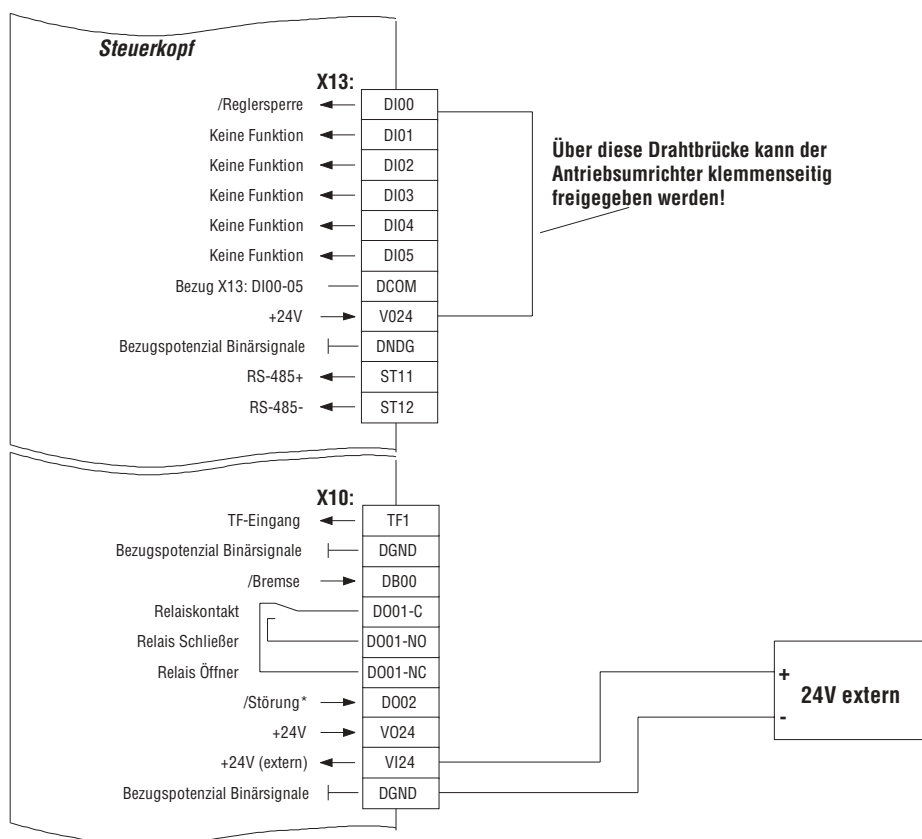 Steuerkopf
X13:
/Reglersperre DI00
Keine Funktion DI01
Keine Funktion DI02
Keine Funktion DI03
Keine Funktion DI04
Keine Funktion DI05
Bezug X13: DI00-05 DCOM
+24V VO24
Bezugspotenzial Binärsignale DNDG
RS-485+ ST11
RS-485- ST12
Über diese Drahtbrücke kann der
Antriebsumrichter klemmenseitig
freigegeben werden!
X10:
TF-Eingang TF1
Bezugspotenzial Binärsignale DGND
/Bremse DB00
Relaiskontakt DO01-C
Relais Schließer DO01-NO
Relais Öffner DO01-NC
/Störung* DO02
+24V VO24
+24V (extern) VI24
Bezugspotenzial Binärsignale DGND
+
24V extern
-